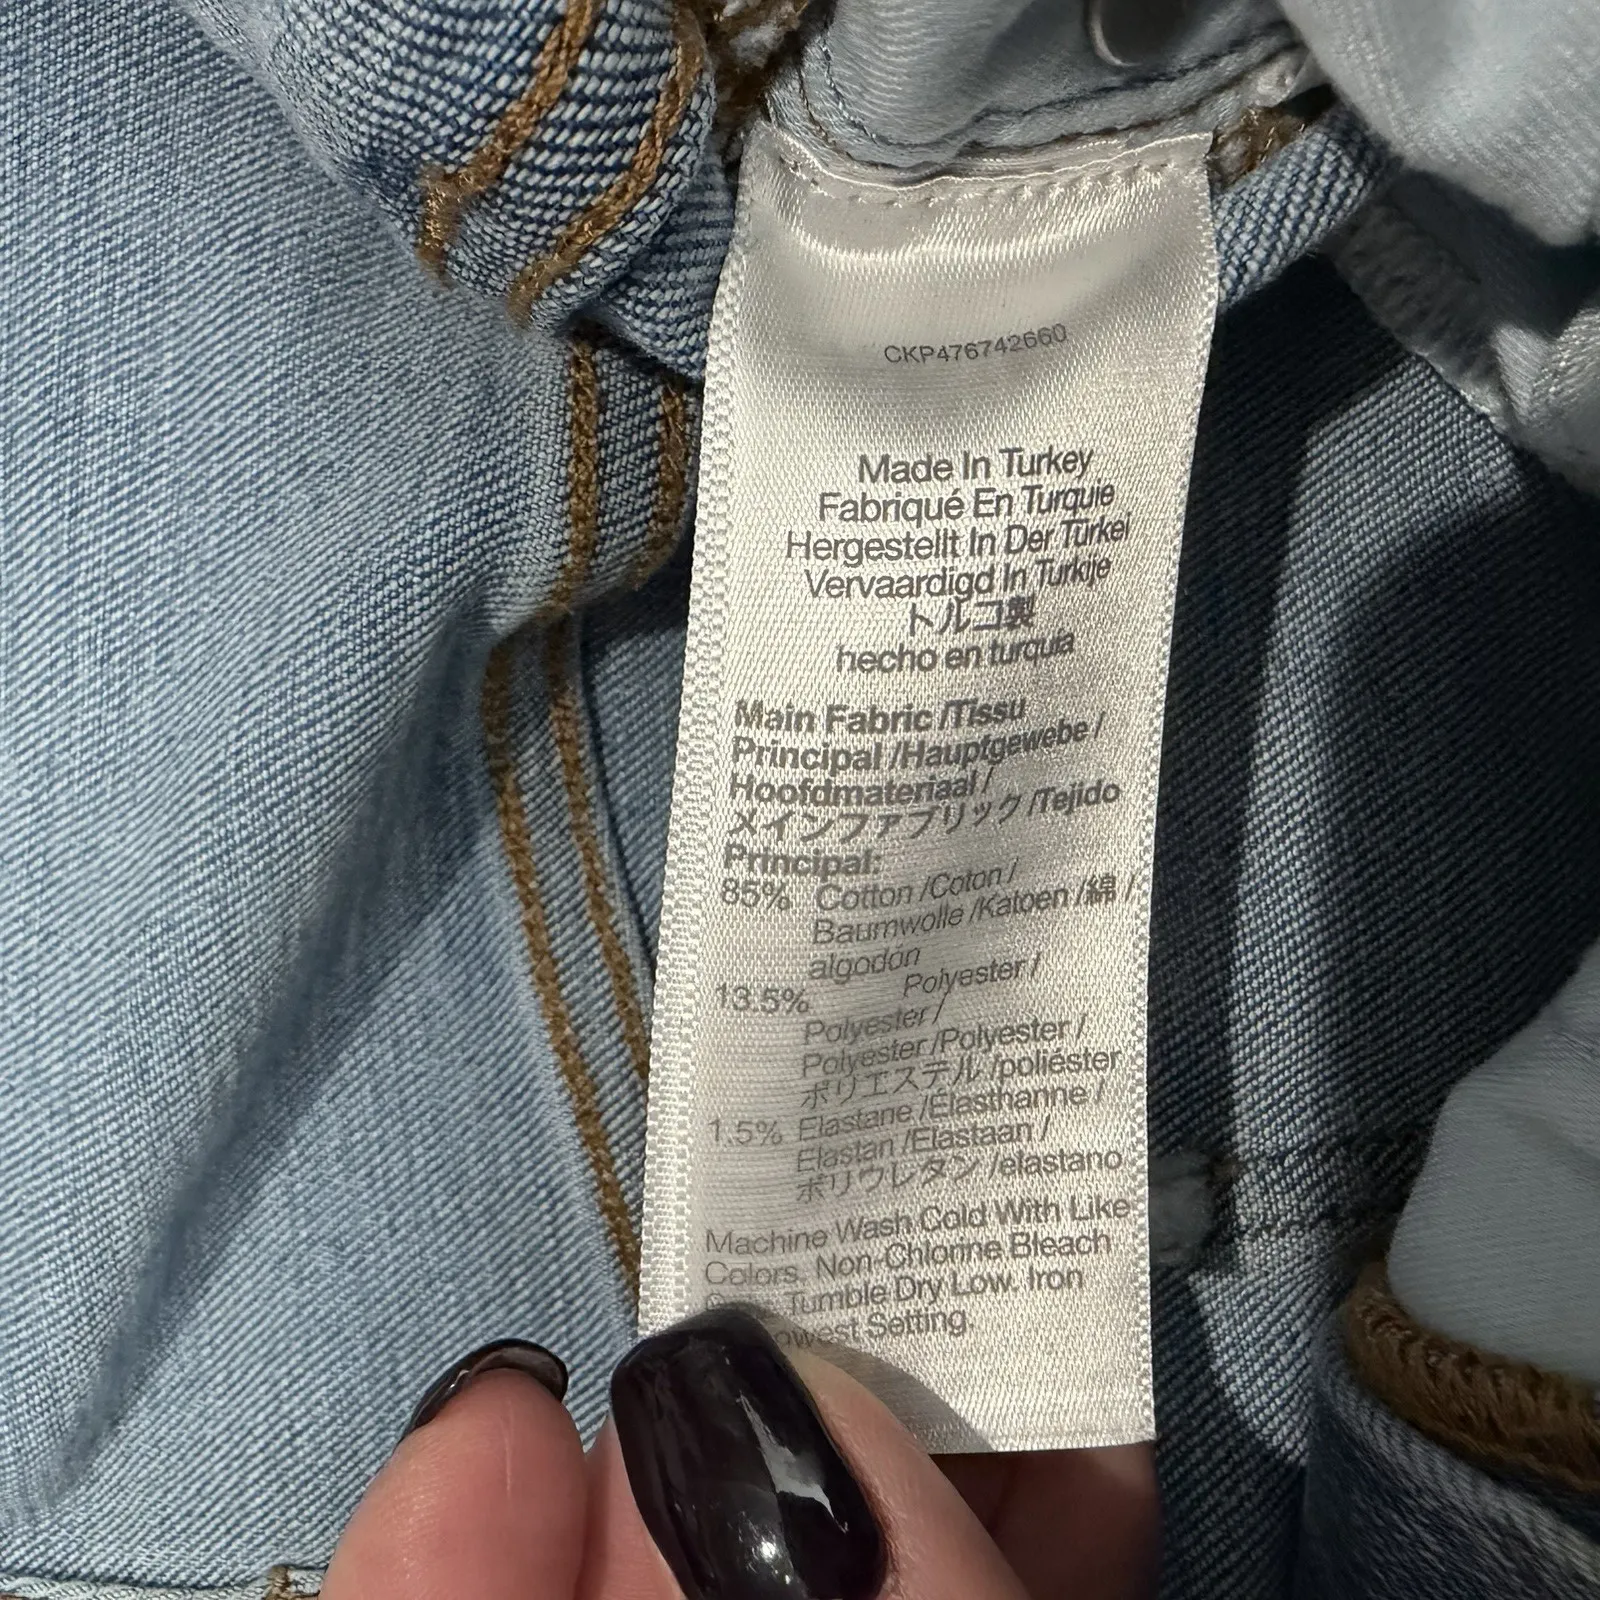 CKP476742660
Made In Turkey
Fabriqué En Turquie
Hergestellt In Der Türkei
Vervaardigd In Turkije
トルコ製
hecho en turquia
Main Fabric /Tissu
Principal /Hauptgewebe /
Hoofdmateriaal /
メインファブリック /Tejido
Principal:
85% Cotton /Coton /
Baumwolle /Katoen /綿 /
algodón
13.5% Polyester /
Polyester /
Polyester /Polyester /
ポリエステル /poliéster
1.5% Elastane /Élasthanne /
Elastan /Elastaan /
ポリウレタン /elastano
Machine Wash Cold With Like
Colors. Non-Chlorine Bleach
Tumble Dry Low. Iron
Setting.